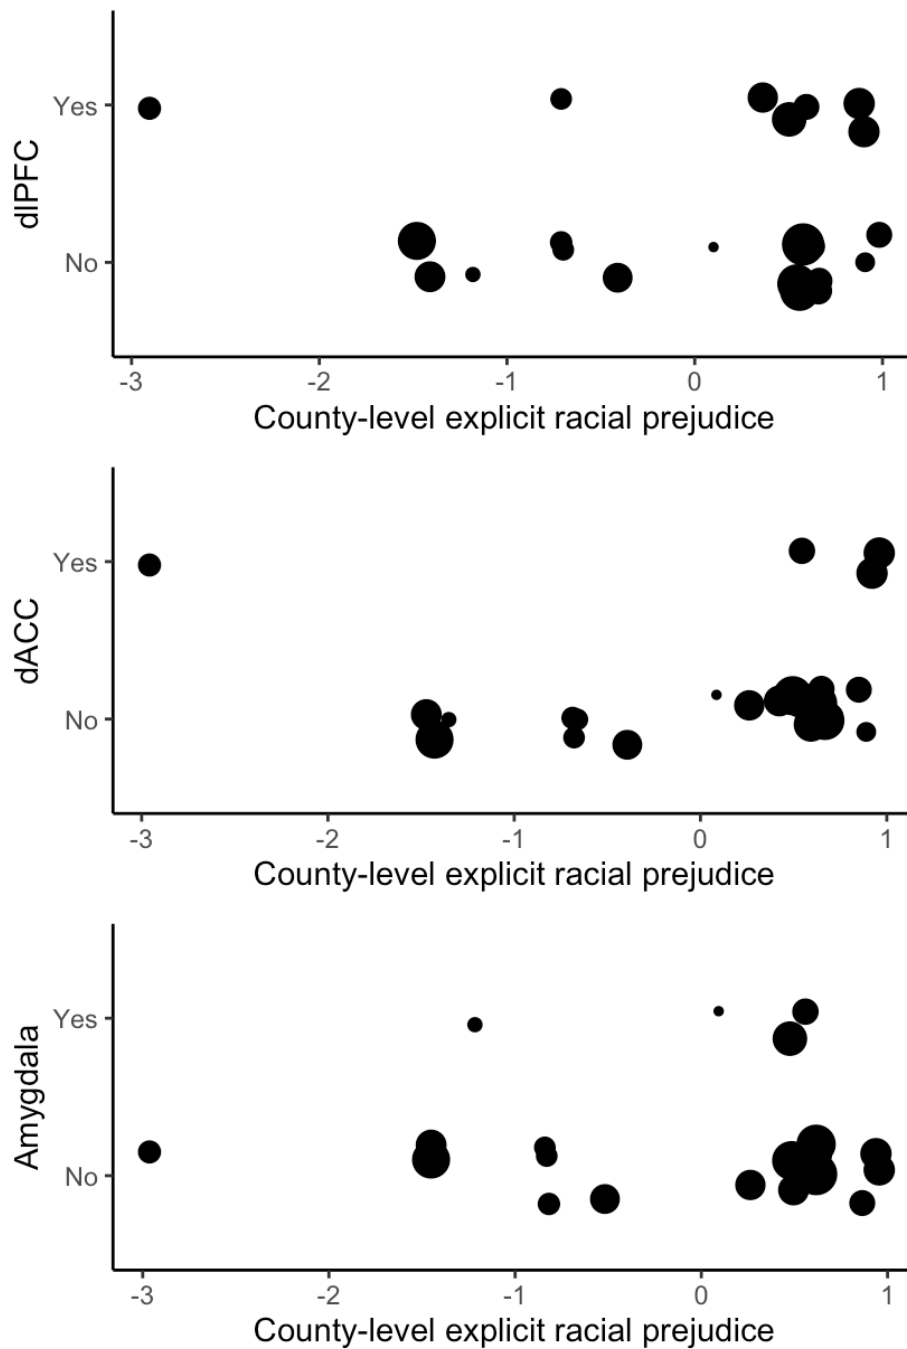 dlPFC
Yes
No
-3 -2 -1 0 1
County-level explicit racial prejudice
dACC
Yes
No
-3 -2 -1 0 1
County-level explicit racial prejudice
Amygdala
Yes
No
-3 -2 -1 0 1
County-level explicit racial prejudice